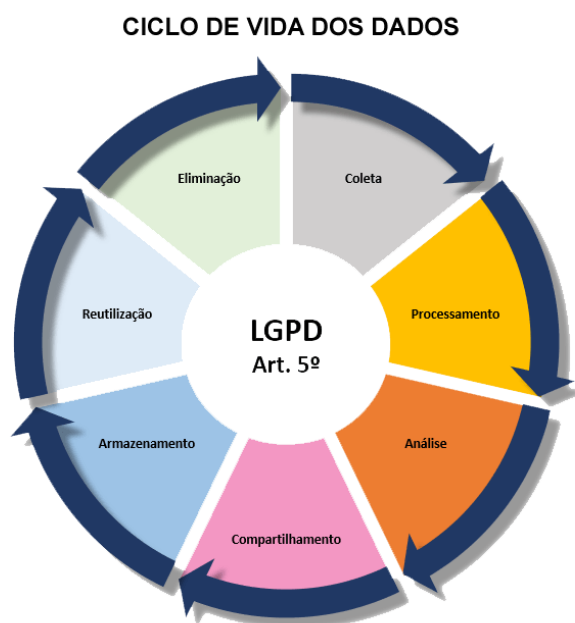 CICLO DE VIDA DOS DADOS
Eliminação
Coleta
Reutilização
LGPD
Art. 5º
Processamento
Armazenamento
Análise
Compartilhamento